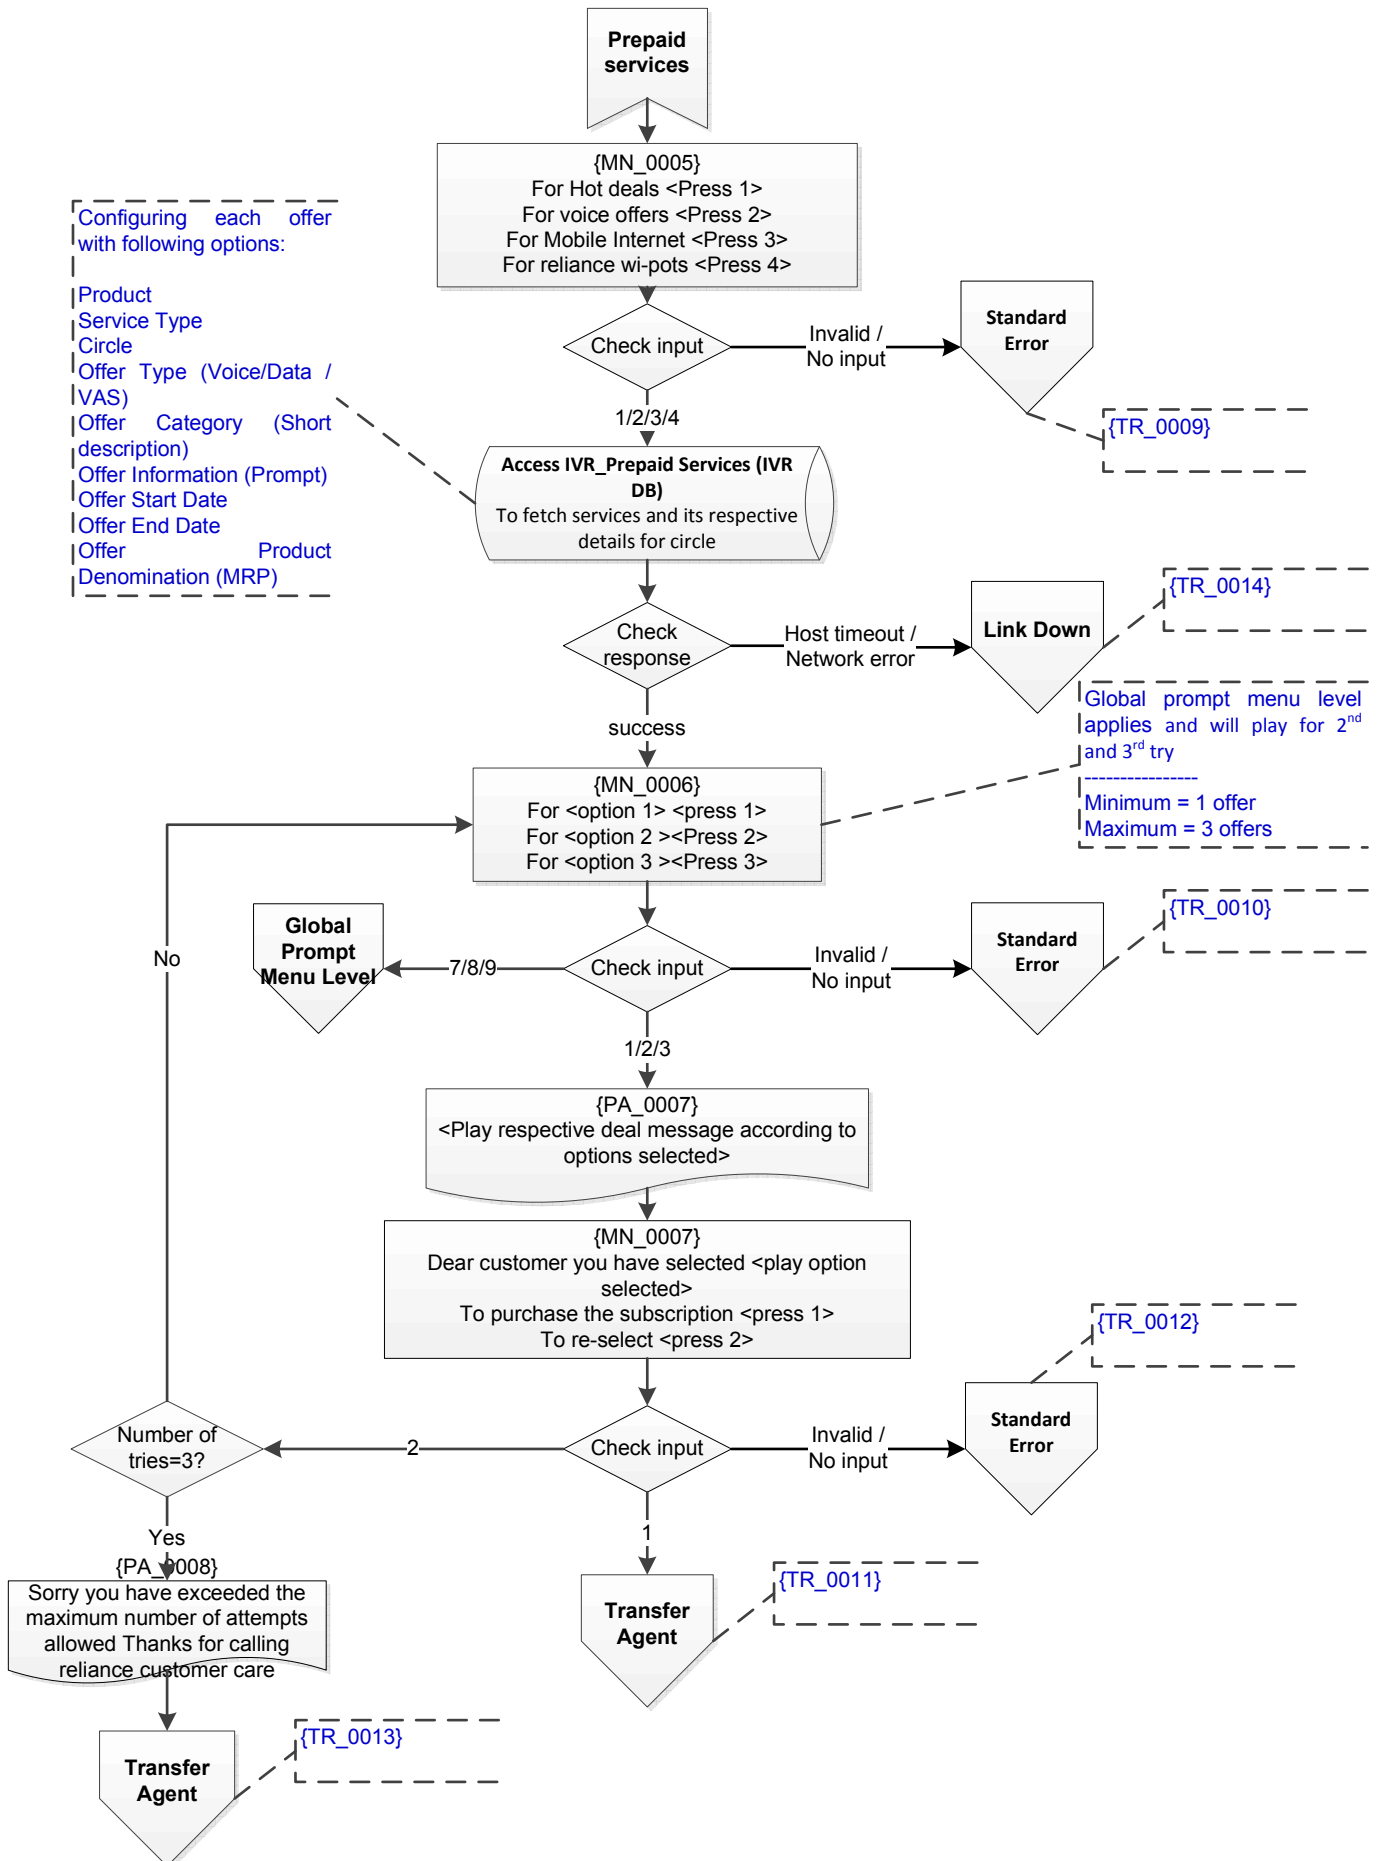 Prepaid
services
{MN_0005}
For Hot deals <Press 1>
For voice offers <Press 2>
For Mobile Internet <Press 3>
For reliance wi-pots <Press 4>
Configuring each offer
with following options:
Product
Service Type
Circle
Offer Type (Voice/Data /
VAS)
Offer Category (Short
description)
Offer Information (Prompt)
Offer Start Date
Offer End Date
Offer Product
Denomination (MRP)
Check input
Invalid /
No input
Standard
Error
{TR_0009}
1/2/3/4
Access IVR_Prepaid Services (IVR
DB)
To fetch services and its respective
details for circle
Check
response
Host timeout /
Network error
Link Down
{TR_0014}
success
Global prompt menu level
applies and will play for 2nd
and 3rd try
----------------
Minimum = 1 offer
Maximum = 3 offers
{MN_0006}
For <option 1> <press 1>
For <option 2 ><Press 2>
For <option 3 ><Press 3>
No
Global
Prompt
Menu Level
7/8/9
Check input
Invalid /
No input
Standard
Error
{TR_0010}
1/2/3
{PA_0007}
<Play respective deal message according to
options selected>
{MN_0007}
Dear customer you have selected <play option
selected>
To purchase the subscription <press 1>
To re-select <press 2>
Number of
tries=3?
2
Check input
Invalid /
No input
Standard
Error
{TR_0012}
Yes
{PA_0008}
Sorry you have exceeded the
maximum number of attempts
allowed Thanks for calling
reliance customer care
1
Transfer
Agent
{TR_0011}
Transfer
Agent
{TR_0013}